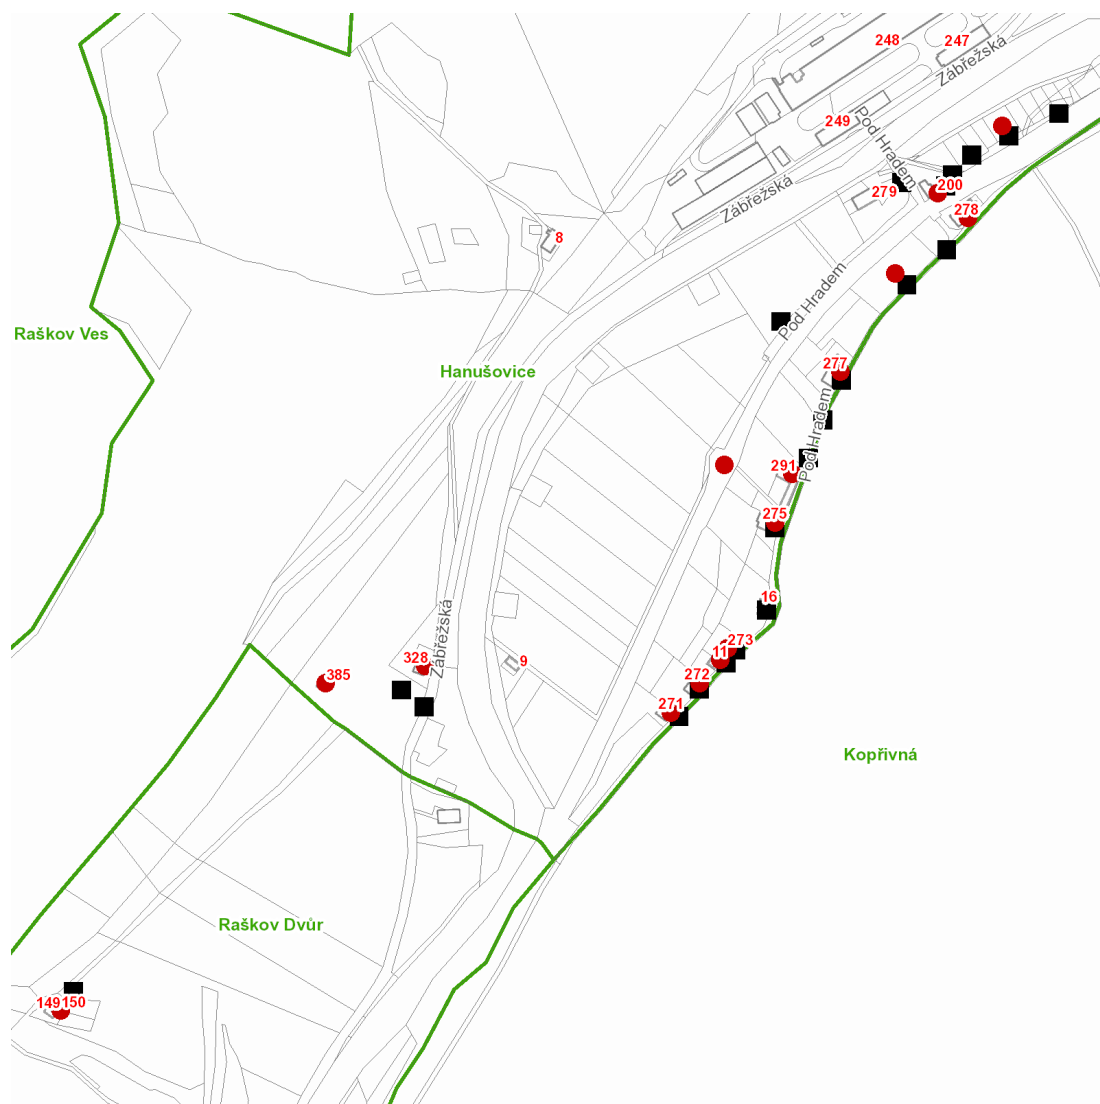 248
247
Zábřežská
249
Pod Hradem
279
200
Zábřežská
278
8
Pod Hradem
Raškov Ves
Hanušovice
277
Pod Hradem
291
275
16
Zábřežská
273
11
328
9
385
272
271
Kopřivná
Raškov Dvůr
149
150